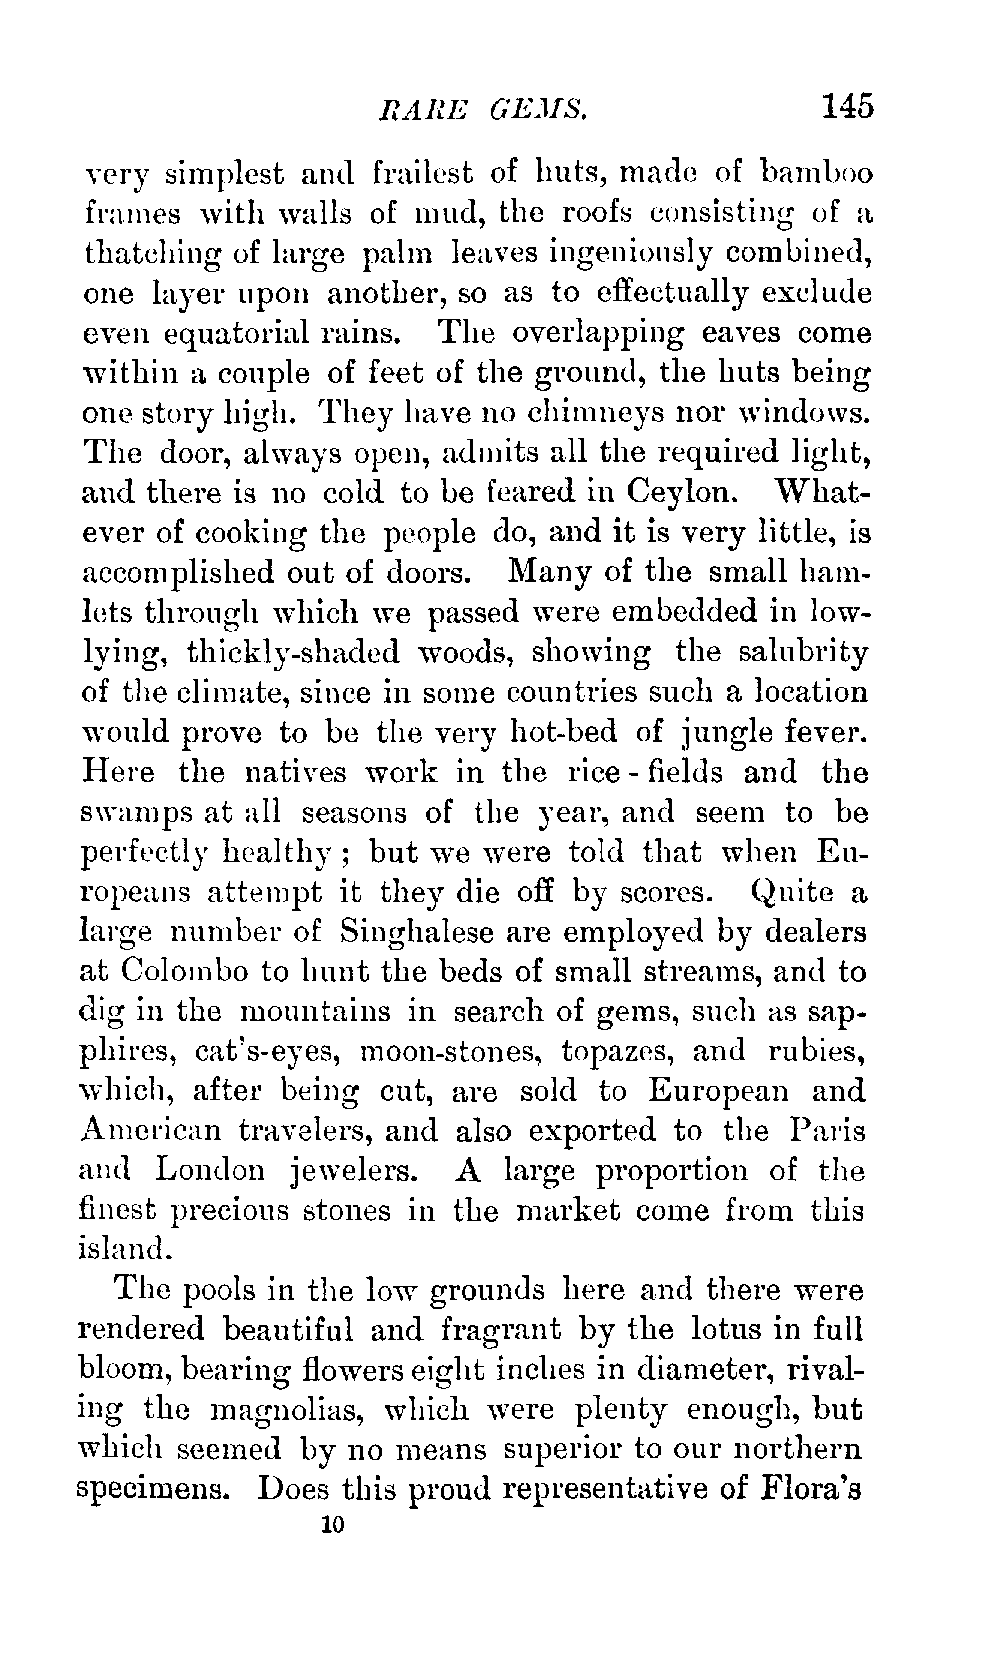 RARE GEMS. 145
very simplest and frailest of huts, made of bamboo
frames with walls of mud, the roofs consisting of a
thatching of large palm leaves ingeniously combined,
one layer upon another, so as to effectually exclude
even equatorial rains. The overlapping eaves come
within a couple of feet of the ground, the huts being
one story high. They have no chimneys nor windows.
The door, always open, admits all the required light,
and there is no cold to be feared in Ceylon. What-
ever of cooking the people do, and it is very little, is
accomplished out of doors. Many of the small ham-
lets through which we passed were embedded in low-
lying, thickly-shaded woods, showing the salubrity
of the climate, since in some countries such a location
would prove to be the very hot-bed of jungle fever.
Here the natives work in the rice-fields and the
swamps at all seasons of the year, and seem to be
perfectly healthy; but we were told that when Eu-
ropeans attempt it they die off by scores. Quite a
large number of Singhalese are employed by dealers
at Colombo to hunt the beds of small streams, and to
dig in the mountains in search of gems, such as sap-
phires, cat's-eyes, moon-stones, topazes, and rubies,
which, after being cut, are sold to European and
American travelers, and also exported to the Paris
and London jewelers. A large proportion of the
finest precious stones in the market come from this
island.
The pools in the low grounds here and there were
rendered beautiful and fragrant by the lotus in full
bloom, bearing flowers eight inches in diameter, rival-
ing the magnolias, which were plenty enough, but
which seemed by no means superior to our northern
specimens. Does this proud representative of Flora's
10